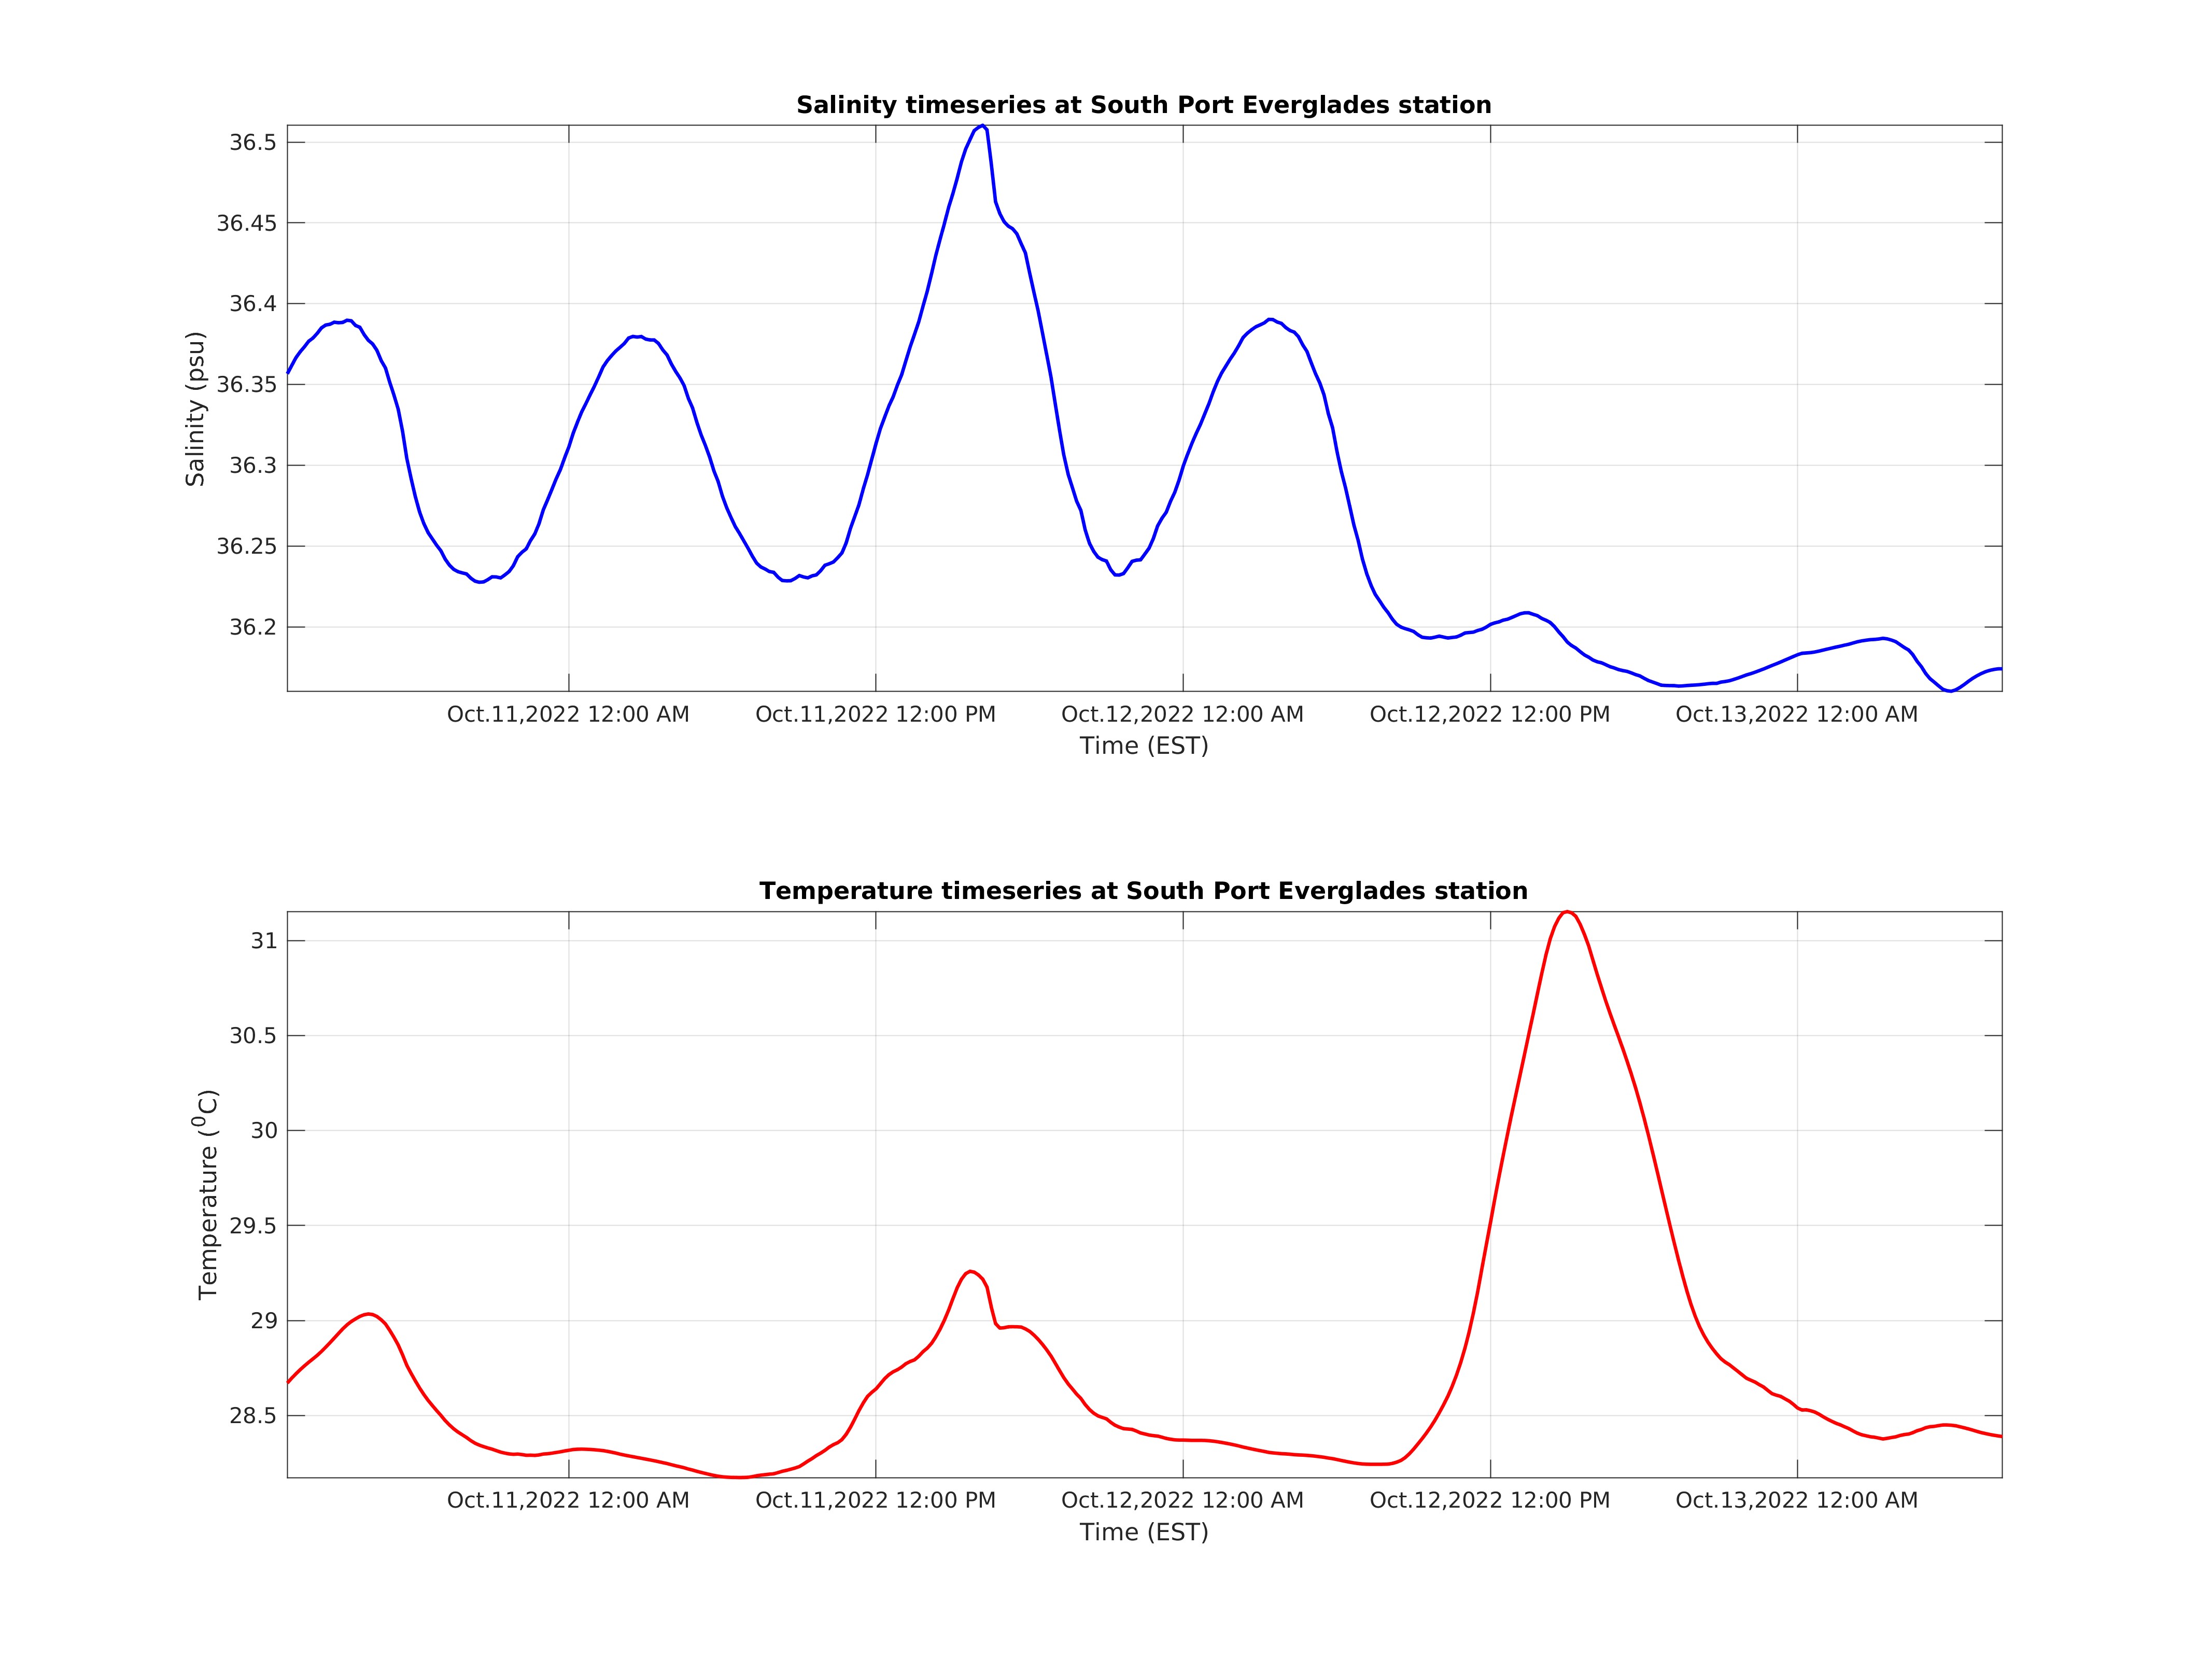 Salinity timeseries at South Port Everglades station
36.5
36.45
36.4
36.35
36.3
36.25
36.2
Salinity (psu)
Oct.11,2022 12:00 AM
Oct.11,2022 12:00 PM
Oct.12,2022 12:00 AM
Oct.12,2022 12:00 PM
Oct.13,2022 12:00 AM
Time (EST)
Temperature timeseries at South Port Everglades station
31
30.5
30
29.5
29
28.5
Temperature (⁰C)
Oct.11,2022 12:00 AM
Oct.11,2022 12:00 PM
Oct.12,2022 12:00 AM
Oct.12,2022 12:00 PM
Oct.13,2022 12:00 AM
Time (EST)